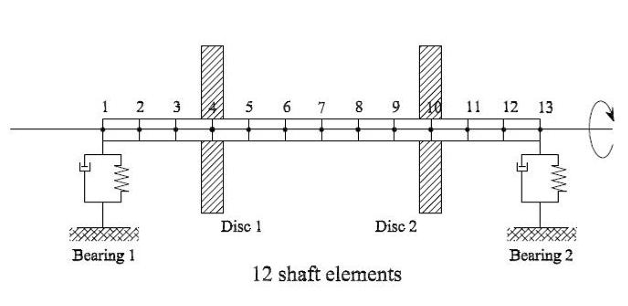 1 2 3 4 5 6 7 8 9 10 11 12 13
Disc 1 Disc 2
Bearing 1 Bearing 2
12 shaft elements